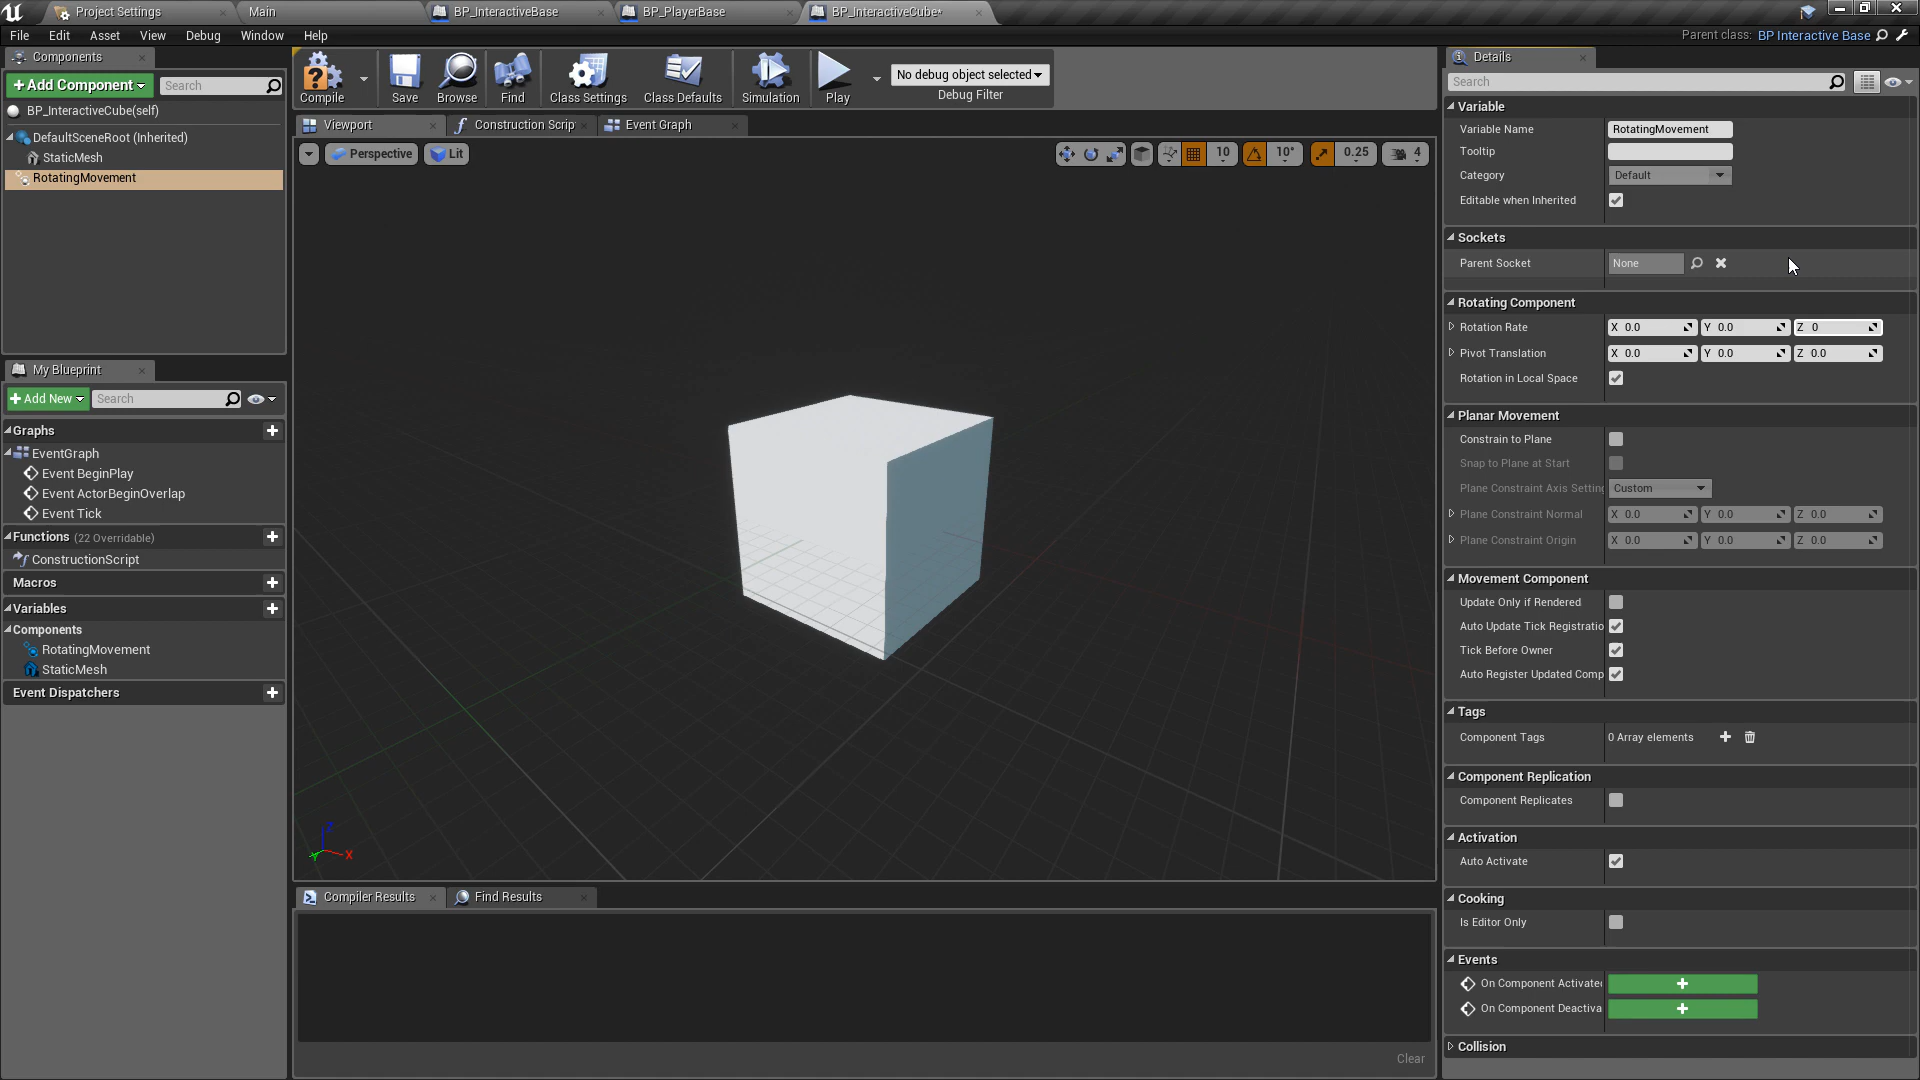 Project Settings
Main
BP_InteractiveBase
BP_PlayerBase
BP_InteractiveCube*
File
Edit
Asset
View
Debug
Window
Help
Parent class: BP Interactive Base
Components
+ Add Component
Search
BP_InteractiveCube(self)
DefaultSceneRoot (Inherited)
StaticMesh
RotatingMovement
My Blueprint
+ Add New
Search
Graphs
EventGraph
Event BeginPlay
Event ActorBeginOverlap
Event Tick
Functions (22 Overridable)
ConstructionScript
Macros
Variables
Components
RotatingMovement
StaticMesh
Event Dispatchers
Compile
Save
Browse
Find
Class Settings
Class Defaults
Simulation
Play
No debug object selected
Debug Filter
Viewport
Construction Scrip
Event Graph
Perspective
Lit
10
10°
0.25
4
Z
X
Y
Compiler Results
Find Results
Clear
Details
Search
Variable
Variable Name RotatingMovement
Tooltip
Category Default
Editable when Inherited
Sockets
Parent Socket None
Rotating Component
Rotation Rate X 0.0 Y 0.0 Z 0
Pivot Translation X 0.0 Y 0.0 Z 0.0
Rotation in Local Space
Planar Movement
Constrain to Plane
Snap to Plane at Start
Plane Constraint Axis Setting Custom
Plane Constraint Normal X 0.0 Y 0.0 Z 0.0
Plane Constraint Origin X 0.0 Y 0.0 Z 0.0
Movement Component
Update Only if Rendered
Auto Update Tick Registratio
Tick Before Owner
Auto Register Updated Comp
Tags
Component Tags 0 Array elements
Component Replication
Component Replicates
Activation
Auto Activate
Cooking
Is Editor Only
Events
On Component Activated
On Component Deactiva
Collision